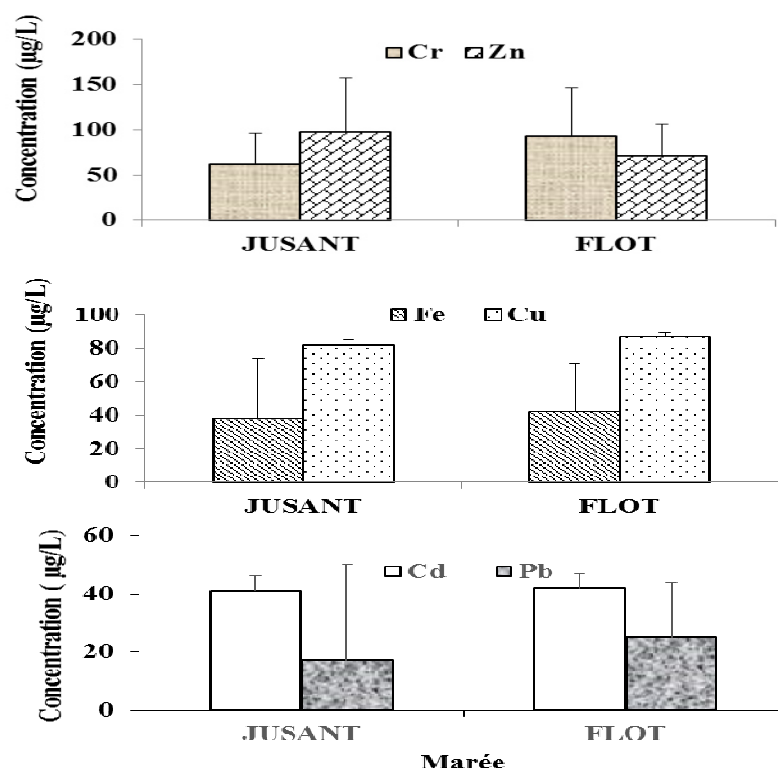 Concentration (µg/L)
200
150
100
50
0
Cr Zn
JUSANT FLOT
Concentration (µg/L)
100
80
60
40
20
0
Fe Cu
JUSANT FLOT
Concentration ( µg/L)
60
40
20
0
Cd Pb
JUSANT FLOT
Marée